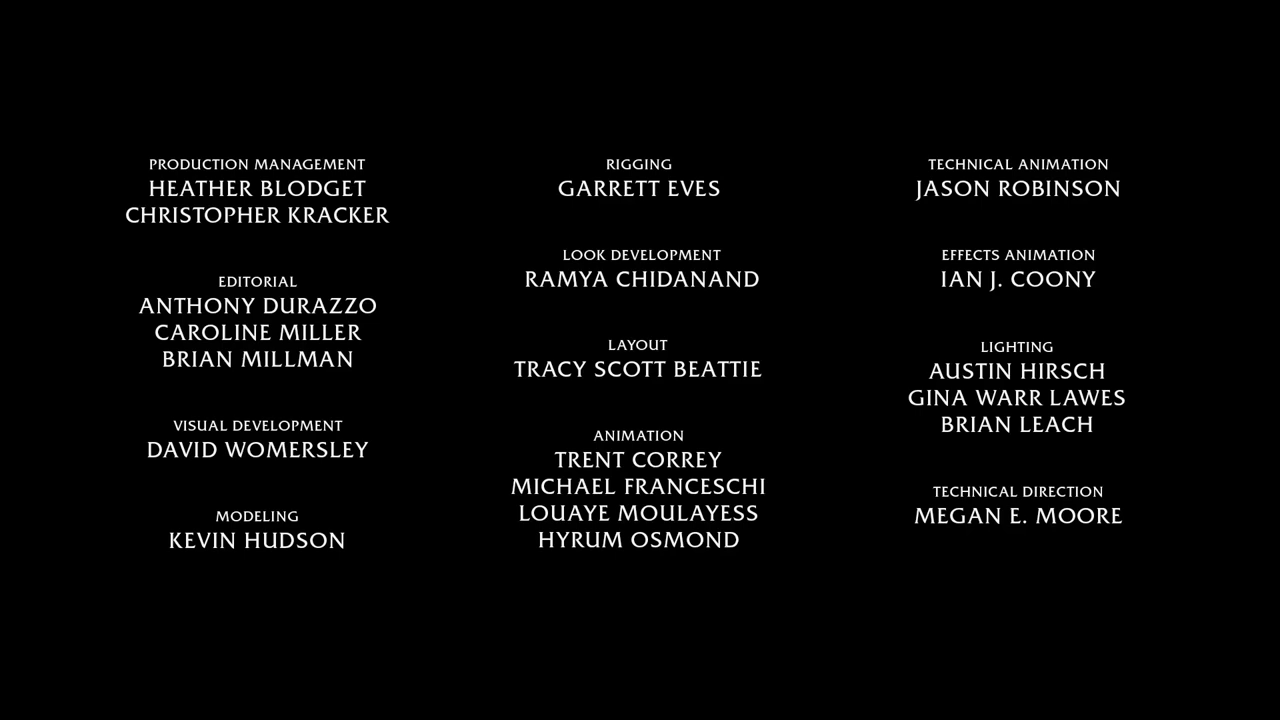 PRODUCTION MANAGEMENT
HEATHER BLODGET
CHRISTOPHER KRACKER
EDITORIAL
ANTHONY DURAZZO
CAROLINE MILLER
BRIAN MILLMAN
VISUAL DEVELOPMENT
DAVID WOMERSLEY
MODELING
KEVIN HUDSON
RIGGING
GARRETT EVES
LOOK DEVELOPMENT
RAMYA CHIDANAND
LAYOUT
TRACY SCOTT BEATTIE
ANIMATION
TRENT CORREY
MICHAEL FRANCESCHI
LOUAYE MOULAYESS
HYRUM OSMOND
TECHNICAL ANIMATION
JASON ROBINSON
EFFECTS ANIMATION
IAN J. COONY
LIGHTING
AUSTIN HIRSCH
GINA WARR LAWES
BRIAN LEACH
TECHNICAL DIRECTION
MEGAN E. MOORE